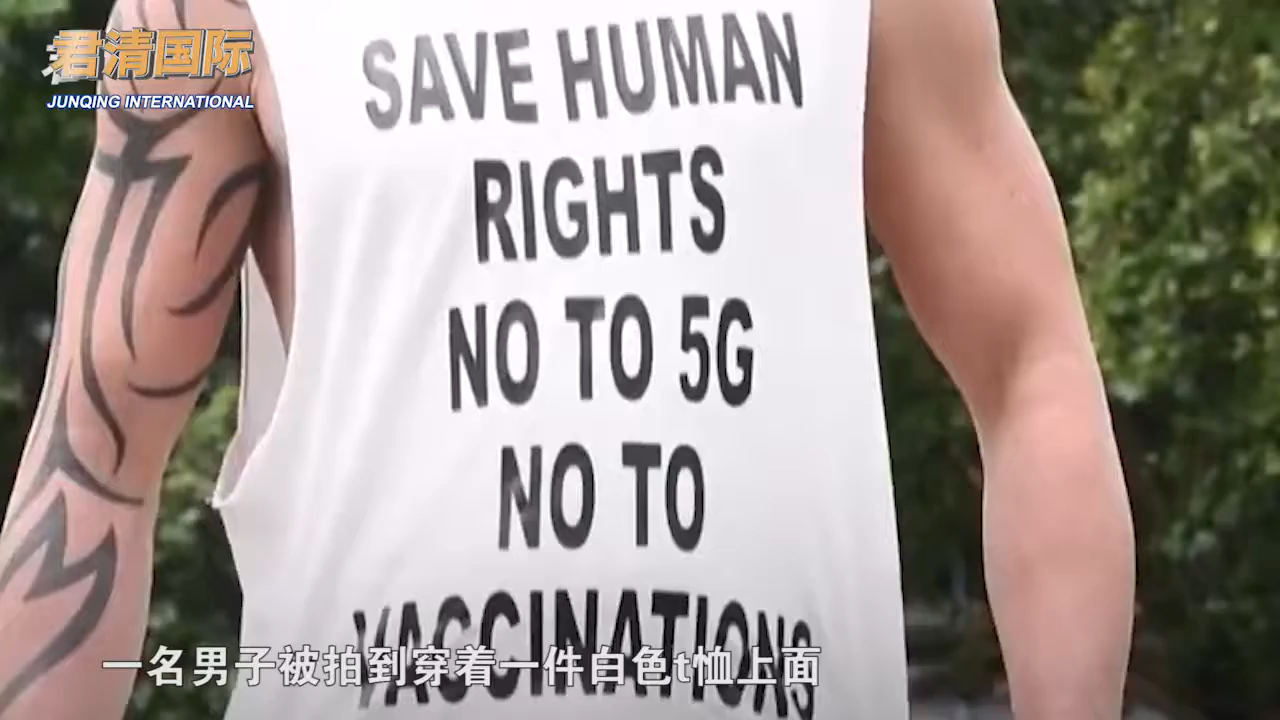 君清国际
JUNQING INTERNATIONAL
SAVE HUMAN
RIGHTS
NO TO 5G
NO TO
VACCINATIONS
一名男子被拍到穿着一件白色t恤上面